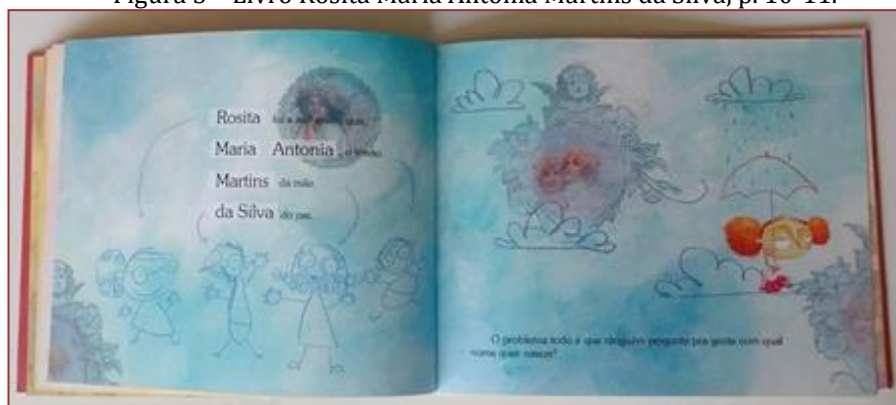 Figura 3 – Livro Rosita Maria Antonia Martins da Silva, p. 10-11.
Rosita
Maria Antonia
Martins da mãe.
da Silva do pai.
O problema todo é que ninguém pergunta pra gente com qual
nome quer nascer!